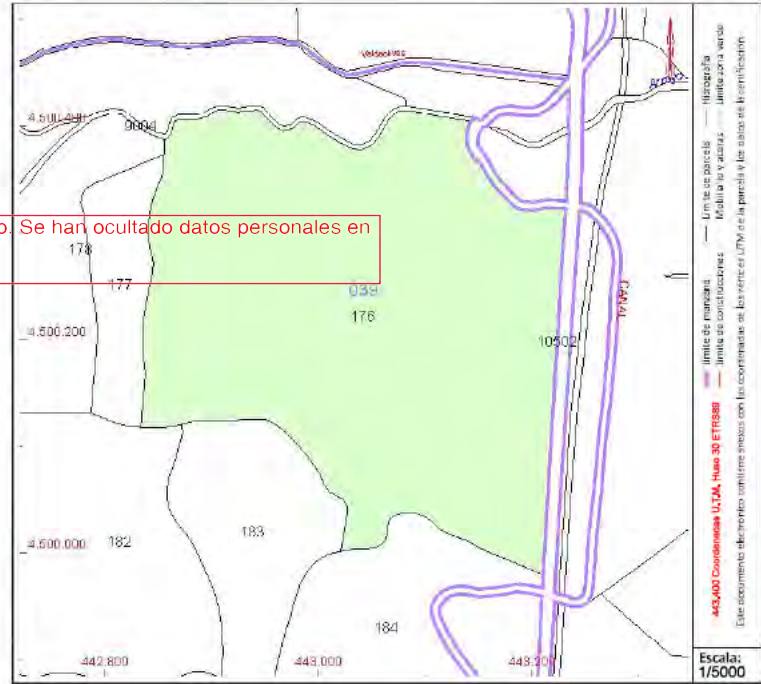 Valdeolivas
4.500.400
9004
o. Se han ocultado datos personales en
178
177
039
176
CANAL
4.500.200
10502
182
183
4.500.000
184
442.800
443.000
443.200
límite de manzana
Límite de parcela
Hidrografía
límite de construcciones
Mobiliario y aceras
Límite zona verde
443,400 Coordenadas U.T.M. Huso 30 ETRS89
Este documento electrónico contiene anexos con las coordenadas de los vértices UTM de la parcela y los datos de la certificación
Escala:
1/5000